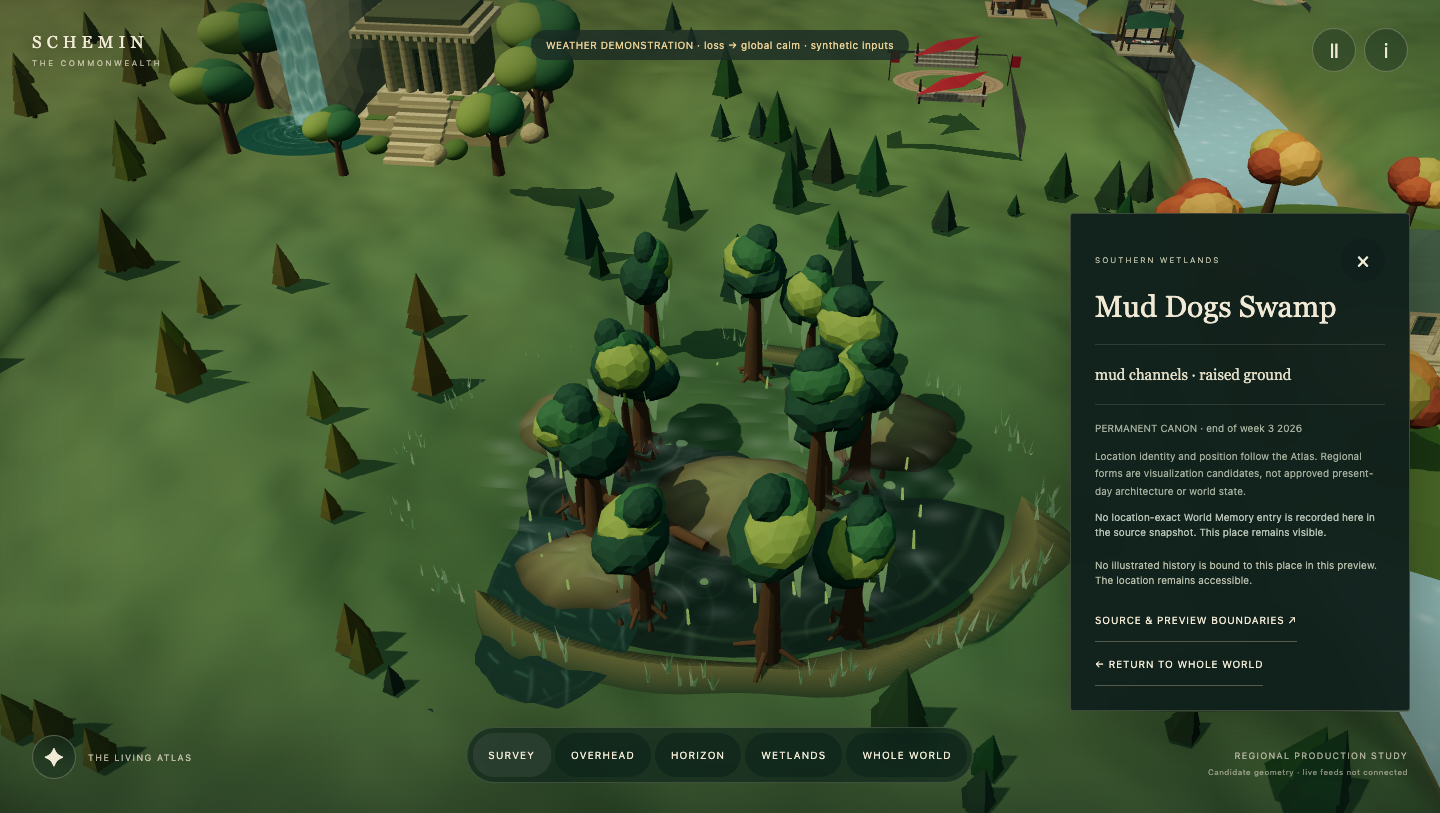 SCHEMIN
THE COMMONWEALTH
WEATHER DEMONSTRATION · loss → global calm · synthetic inputs
SOUTHERN WETLANDS
Mud Dogs Swamp
mud channels · raised ground
PERMANENT CANON · end of week 3 2026
Location identity and position follow the Atlas. Regional
forms are visualization candidates, not approved present-
day architecture or world state.
No location-exact World Memory entry is recorded here in
the source snapshot. This place remains visible.
No illustrated history is bound to this place in this preview.
The location remains accessible.
SOURCE & PREVIEW BOUNDARIES ↗
← RETURN TO WHOLE WORLD
THE LIVING ATLAS
SURVEY
OVERHEAD
HORIZON
WETLANDS
WHOLE WORLD
REGIONAL PRODUCTION STUDY
Candidate geometry · live feeds not connected